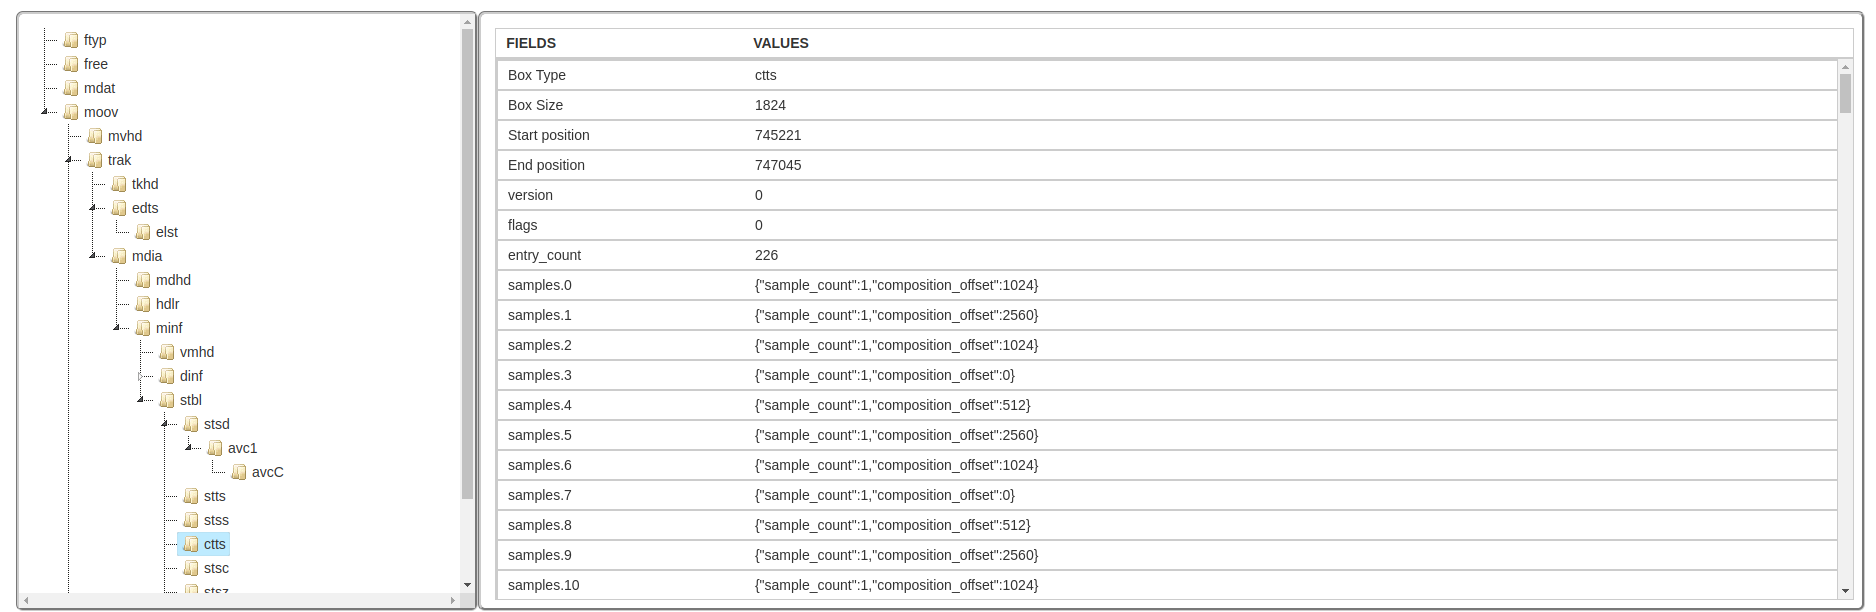 ftyp
free
mdat
moov
mvhd
trak
tkhd
edts
elst
mdia
mdhd
hdlr
minf
vmhd
dinf
stbl
stsd
avc1
avcC
stts
stss
ctts
stsc
stsz
FIELDS VALUES
Box Type ctts
Box Size 1824
Start position 745221
End position 747045
version 0
flags 0
entry_count 226
samples.0 {"sample_count":1,"composition_offset":1024}
samples.1 {"sample_count":1,"composition_offset":2560}
samples.2 {"sample_count":1,"composition_offset":1024}
samples.3 {"sample_count":1,"composition_offset":0}
samples.4 {"sample_count":1,"composition_offset":512}
samples.5 {"sample_count":1,"composition_offset":2560}
samples.6 {"sample_count":1,"composition_offset":1024}
samples.7 {"sample_count":1,"composition_offset":0}
samples.8 {"sample_count":1,"composition_offset":512}
samples.9 {"sample_count":1,"composition_offset":2560}
samples.10 {"sample_count":1,"composition_offset":1024}